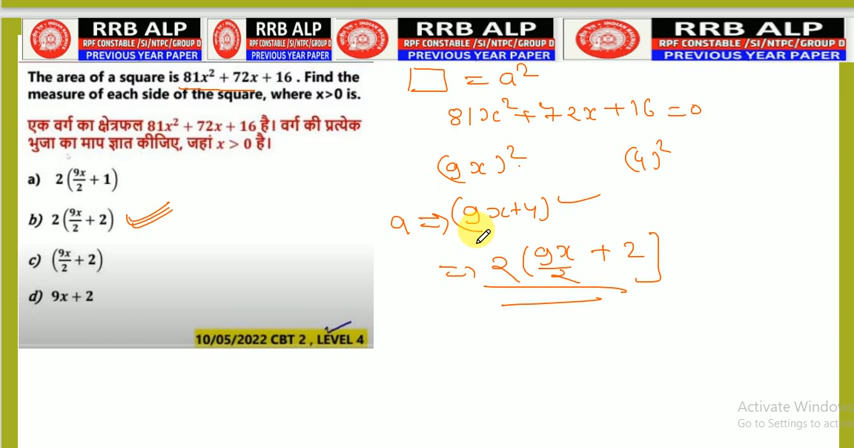 RRB ALP RRB ALP RRB ALP RRB ALP
RPF CONSTABLE /SI/NTPC/GROUP D RPF CONSTABLE /SI/NTPC/GROUP D RPF CONSTABLE /SI/NTPC/GROUP D RPF CONSTABLE /SI/NTPC/GROUP D
PREVIOUS YEAR PAPER PREVIOUS YEAR PAPER PREVIOUS YEAR PAPER PREVIOUS YEAR PAPER
The area of a square is 81x² + 72x + 16 . Find the
measure of each side of the square, where x>0 is.
एक वर्ग का क्षेत्रफल 81x² + 72x + 16 है। वर्ग की प्रत्येक
भुजा का माप ज्ञात कीजिए, जहां x > 0 है।
a) 2 (9x/2 + 1)
b) 2 (9x/2 + 2)
c) (9x/2 + 2)
d) 9x + 2
10/05/2022 CBT 2 , LEVEL 4
□ = a²
81x² + 72x + 16 = 0
(9x)² (4)²
a ⇒ (9x+4)
⇒ 2 (9x/2 + 2]
Activate Window
Go to Settings to acti